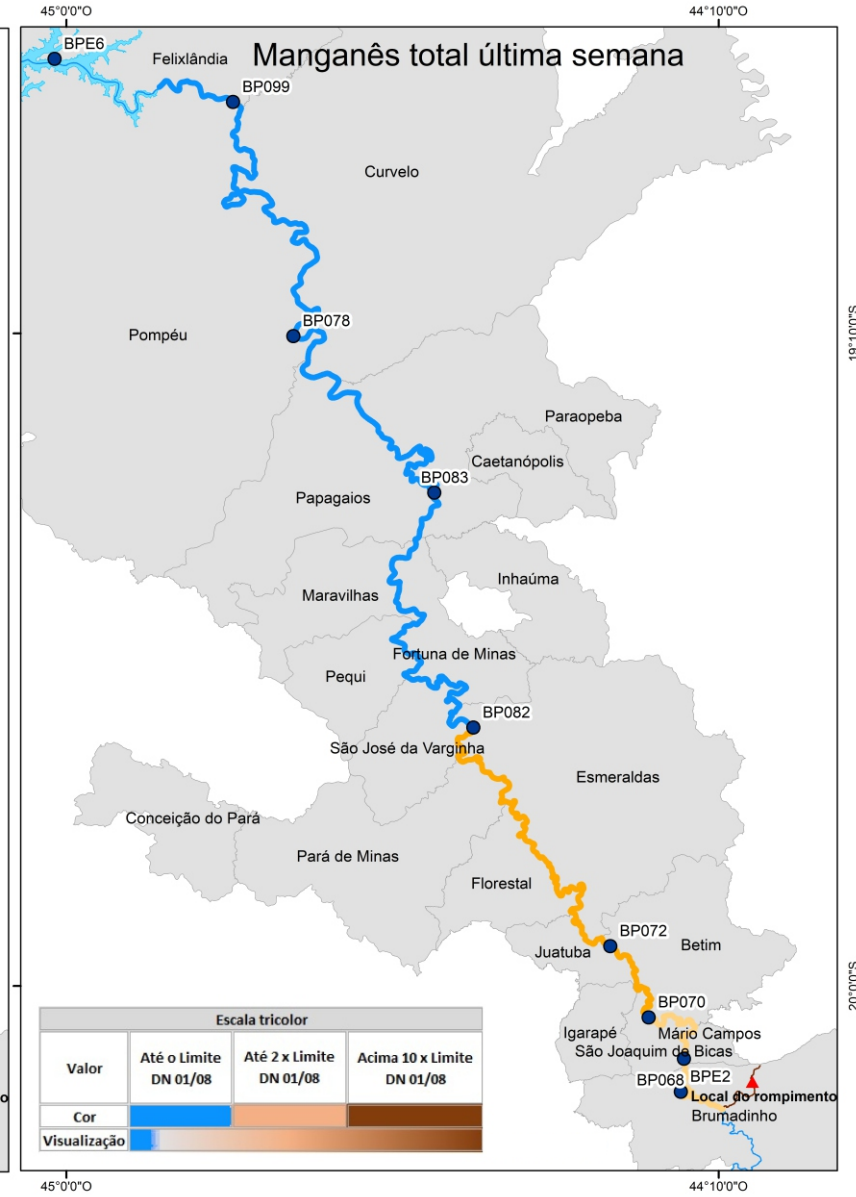 45°0'0"O
44°10'0"O
Manganês total última semana
BPE6
Felixlândia
BP099
Curvelo
BP078
Pompéu
19°10'0"S
Paraopeba
Caetanópolis
BP083
Papagaios
Inhaúma
Maravilhas
Fortuna de Minas
Pequi
BP082
São José da Varginha
Esmeraldas
Conceição do Pará
Pará de Minas
Florestal
BP072
Juatuba
Betim
20°0'0"S
BP070
Igarapé
Mário Campos
São Joaquim de Bicas
BP068
BPE2
Local do rompimento
Brumadinho
Escala tricolor
Valor
Até o Limite
DN 01/08
Até 2 x Limite
DN 01/08
Acima 10 x Limite
DN 01/08
Cor
Visualização
45°0'0"O
44°10'0"O